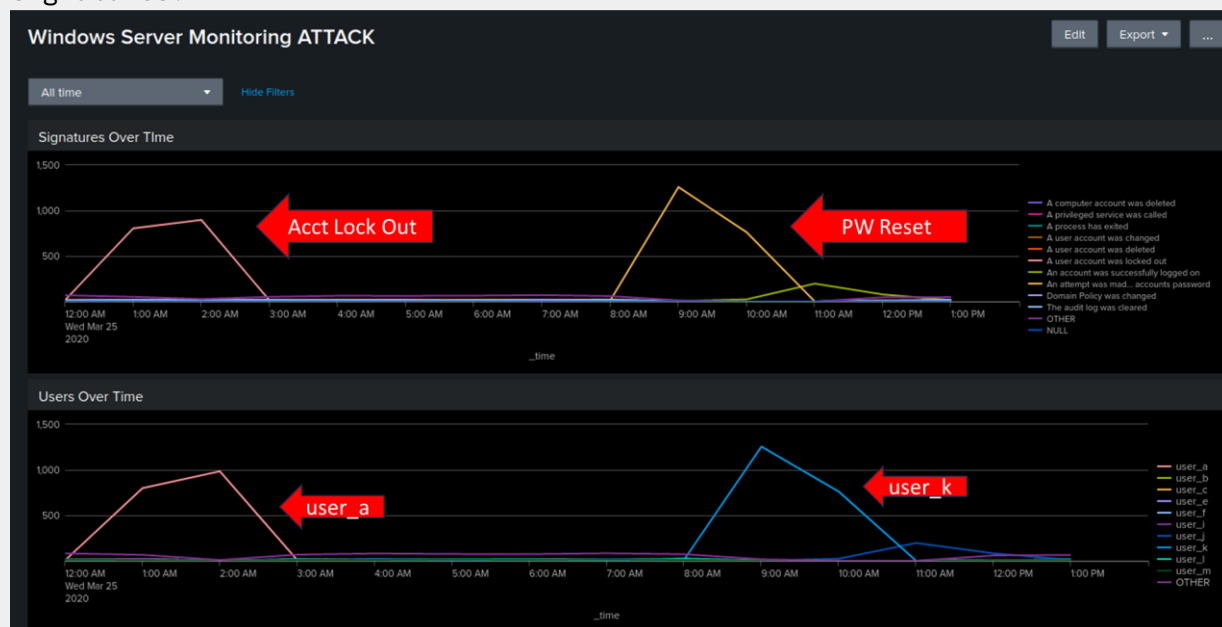 Windows Server Monitoring ATTACK
Edit
Export
...
All time
Hide Filters
Signatures Over TIme
1,500
1,000
500
Acct Lock Out
PW Reset
A computer account was deleted
A privileged service was called
A process has exited
A user account was changed
A user account was deleted
A user account was locked out
An account was successfully logged on
An attempt was mad... accounts password
Domain Policy was changed
The audit log was cleared
OTHER
NULL
12:00 AM 1:00 AM 2:00 AM 3:00 AM 4:00 AM 5:00 AM 6:00 AM 7:00 AM 8:00 AM 9:00 AM 10:00 AM 11:00 AM 12:00 PM 1:00 PM
Wed Mar 25
2020
_time
Users Over Time
1,500
1,000
500
user_a
user_k
user_a
user_b
user_c
user_e
user_f
user_i
user_j
user_k
user_l
user_m
OTHER
12:00 AM 1:00 AM 2:00 AM 3:00 AM 4:00 AM 5:00 AM 6:00 AM 7:00 AM 8:00 AM 9:00 AM 10:00 AM 11:00 AM 12:00 PM 1:00 PM
Wed Mar 25
2020
_time